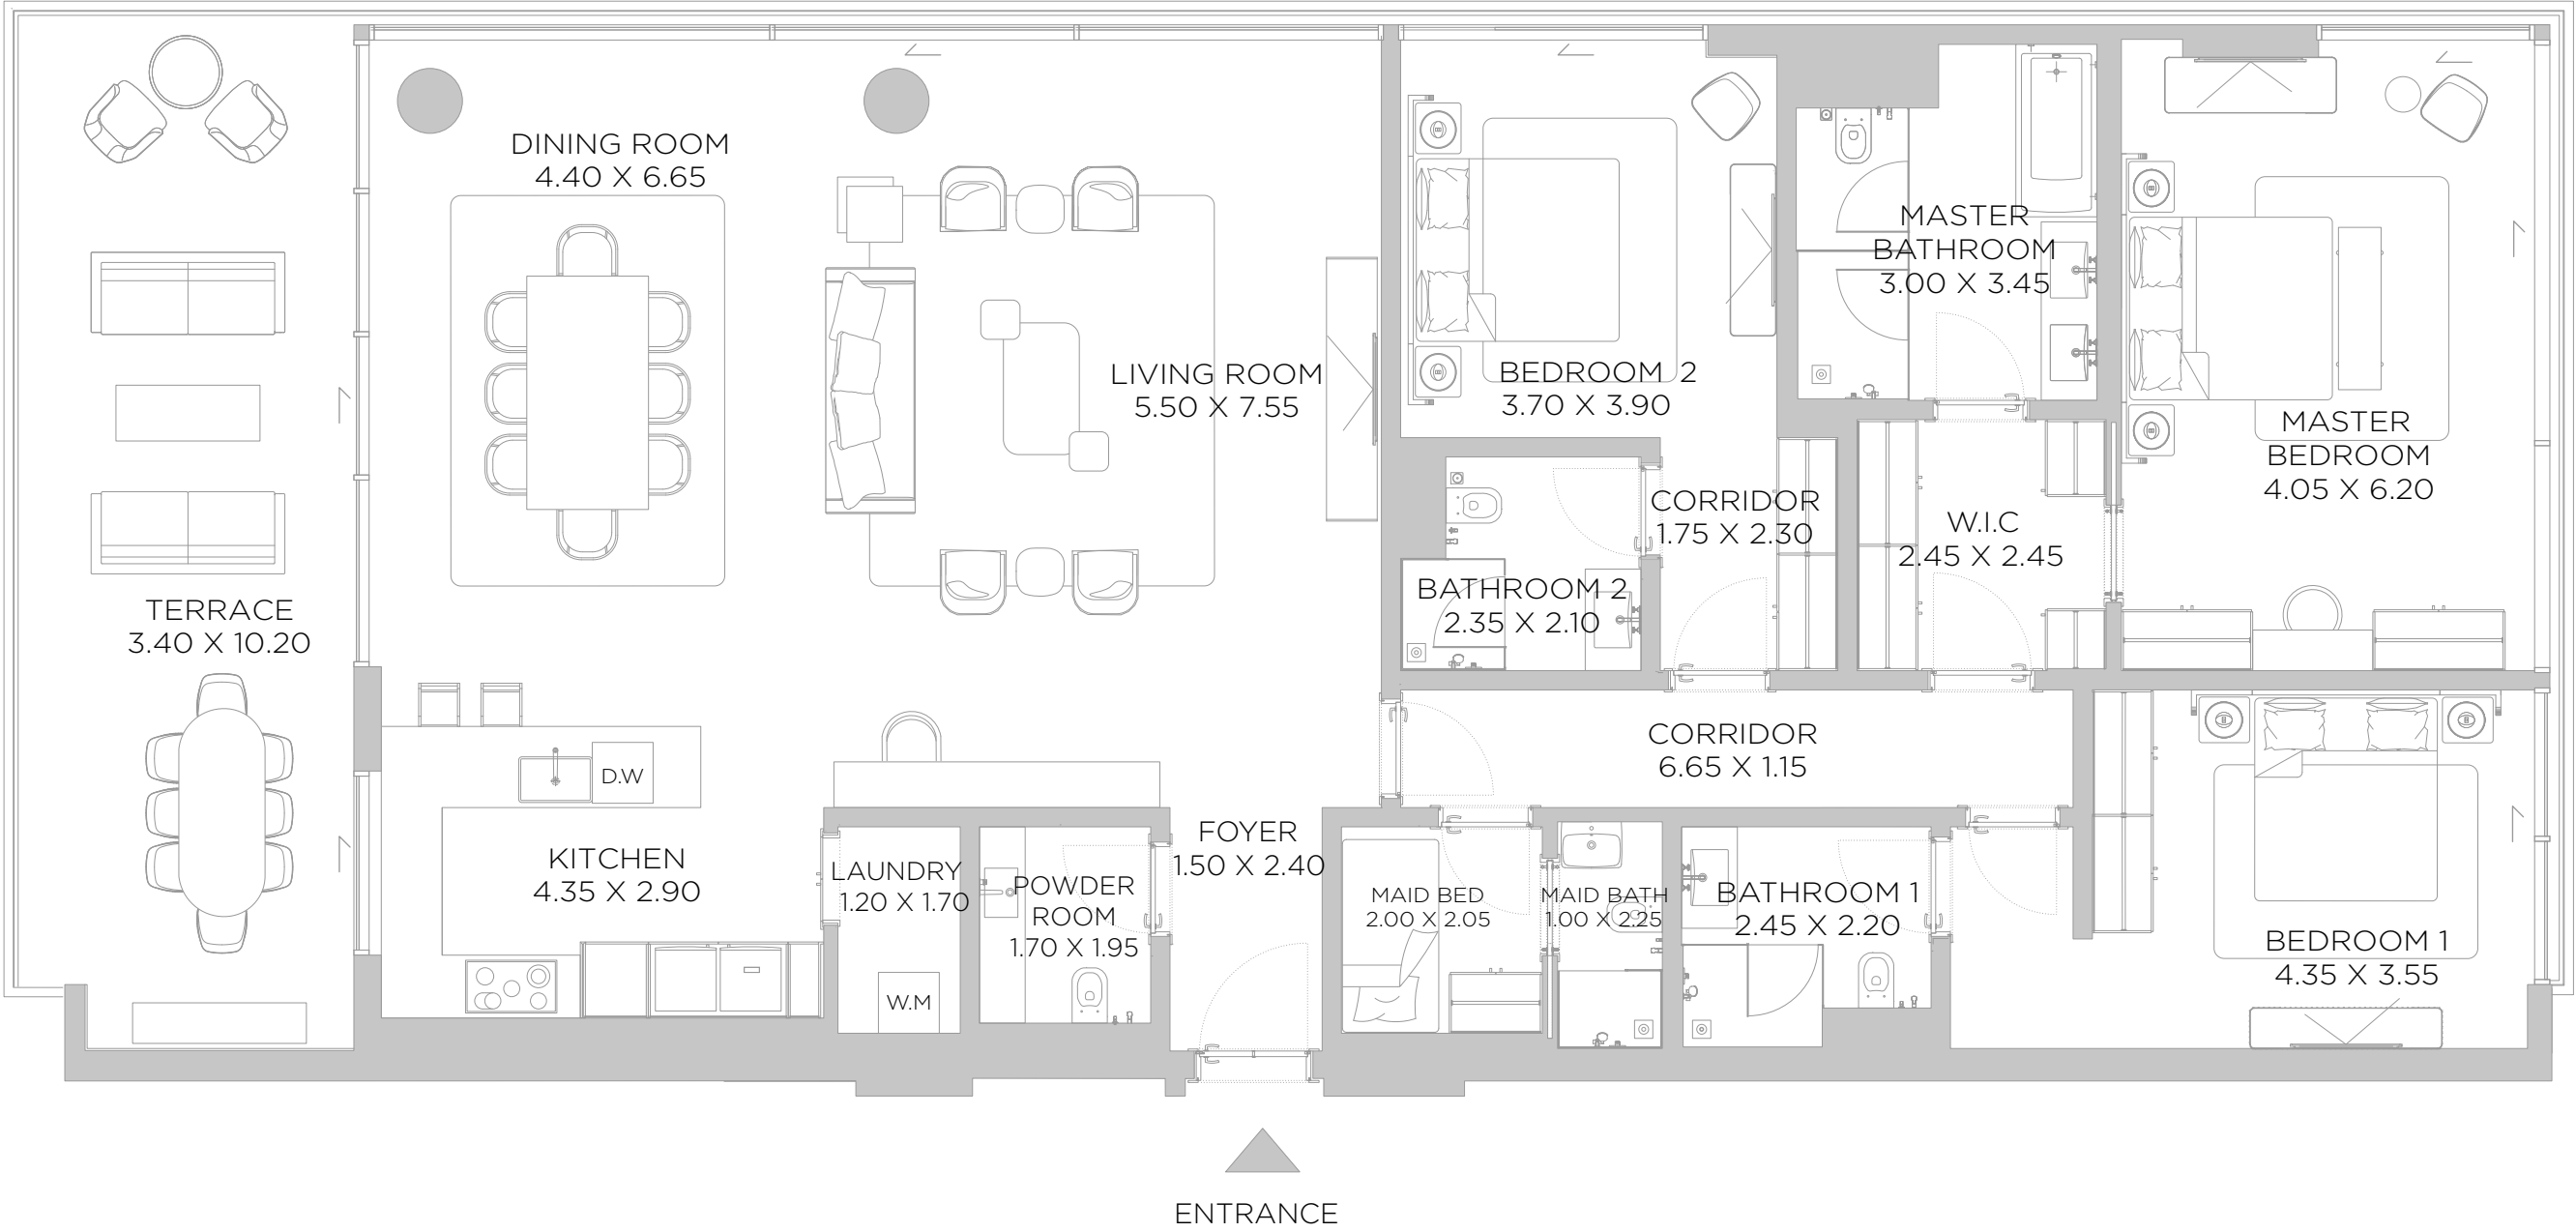 DINING ROOM
4.40 X 6.65
LIVING ROOM
5.50 X 7.55
TERRACE
3.40 X 10.20
BEDROOM 2
3.70 X 3.90
MASTER
BATHROOM
3.00 X 3.45
MASTER
BEDROOM
4.05 X 6.20
CORRIDOR
1.75 X 2.30
W.I.C
2.45 X 2.45
BATHROOM 2
2.35 X 2.10
CORRIDOR
6.65 X 1.15
D.W
KITCHEN
4.35 X 2.90
LAUNDRY
1.20 X 1.70
W.M
POWDER
ROOM
1.70 X 1.95
FOYER
1.50 X 2.40
MAID BED
2.00 X 2.05
MAID BATH
1.00 X 2.25
BATHROOM 1
2.45 X 2.20
BEDROOM 1
4.35 X 3.55
ENTRANCE